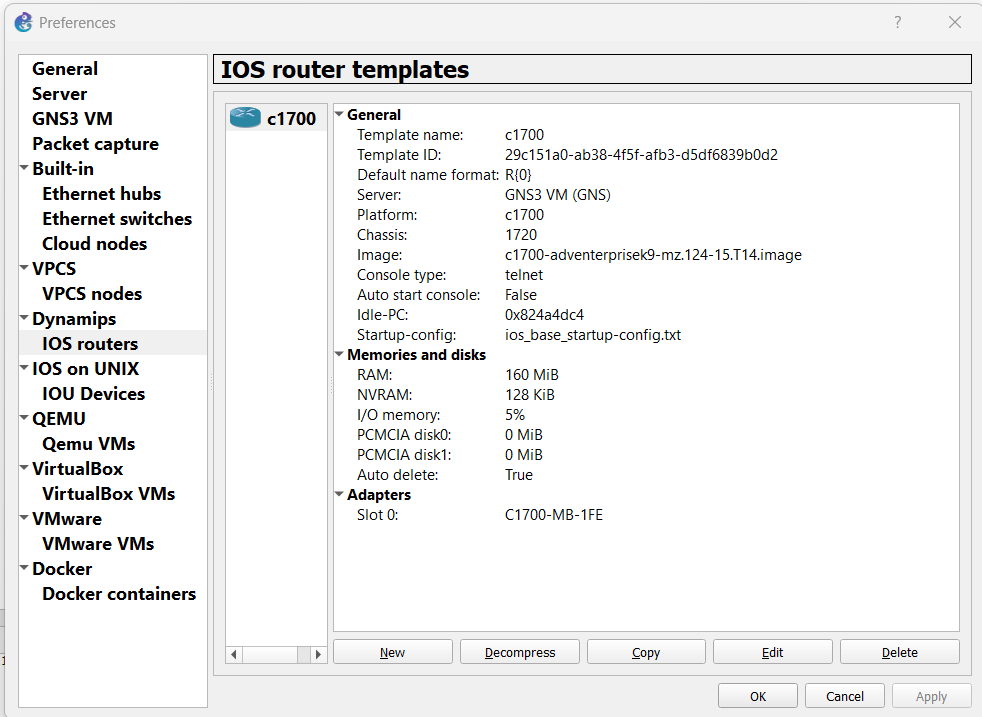 Preferences
?
General
Server
GNS3 VM
Packet capture
Built-in
Ethernet hubs
Ethernet switches
Cloud nodes
VPCS
VPCS nodes
Dynamips
IOS routers
IOS on UNIX
IOU Devices
QEMU
Qemu VMs
VirtualBox
VirtualBox VMs
VMware
VMware VMs
Docker
Docker containers
IOS router templates
c1700
General
Template name: c1700
Template ID: 29c151a0-ab38-4f5f-afb3-d5df6839b0d2
Default name format: R{0}
Server: GNS3 VM (GNS)
Platform: c1700
Chassis: 1720
Image: c1700-adventerprisek9-mz.124-15.T14.image
Console type: telnet
Auto start console: False
Idle-PC: 0x824a4dc4
Startup-config: ios_base_startup-config.txt
Memories and disks
RAM: 160 MiB
NVRAM: 128 KiB
I/O memory: 5%
PCMCIA disk0: 0 MiB
PCMCIA disk1: 0 MiB
Auto delete: True
Adapters
Slot 0: C1700-MB-1FE
New Decompress Copy Edit Delete
OK Cancel Apply